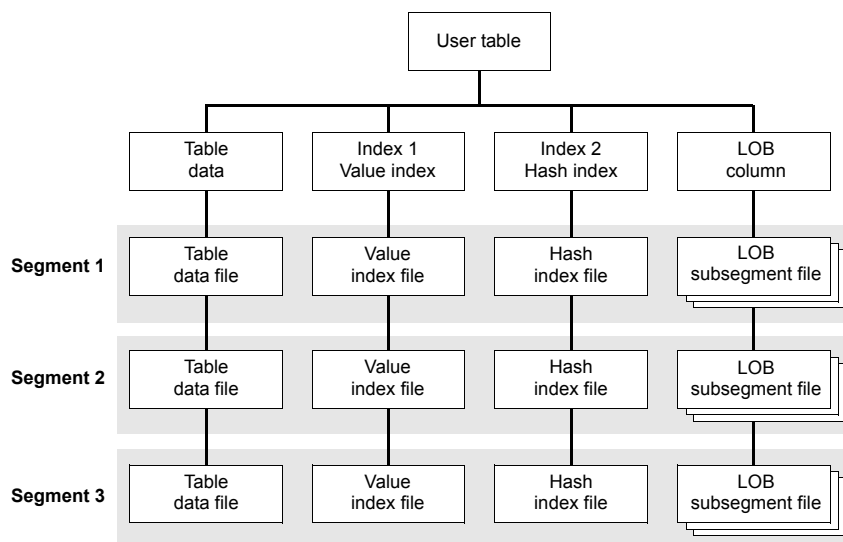 User table
Table
data
Index 1
Value index
Index 2
Hash index
LOB
column
Segment 1
Table
data file
Value
index file
Hash
index file
LOB
subsegment file
Segment 2
Table
data file
Value
index file
Hash
index file
LOB
subsegment file
Segment 3
Table
data file
Value
index file
Hash
index file
LOB
subsegment file